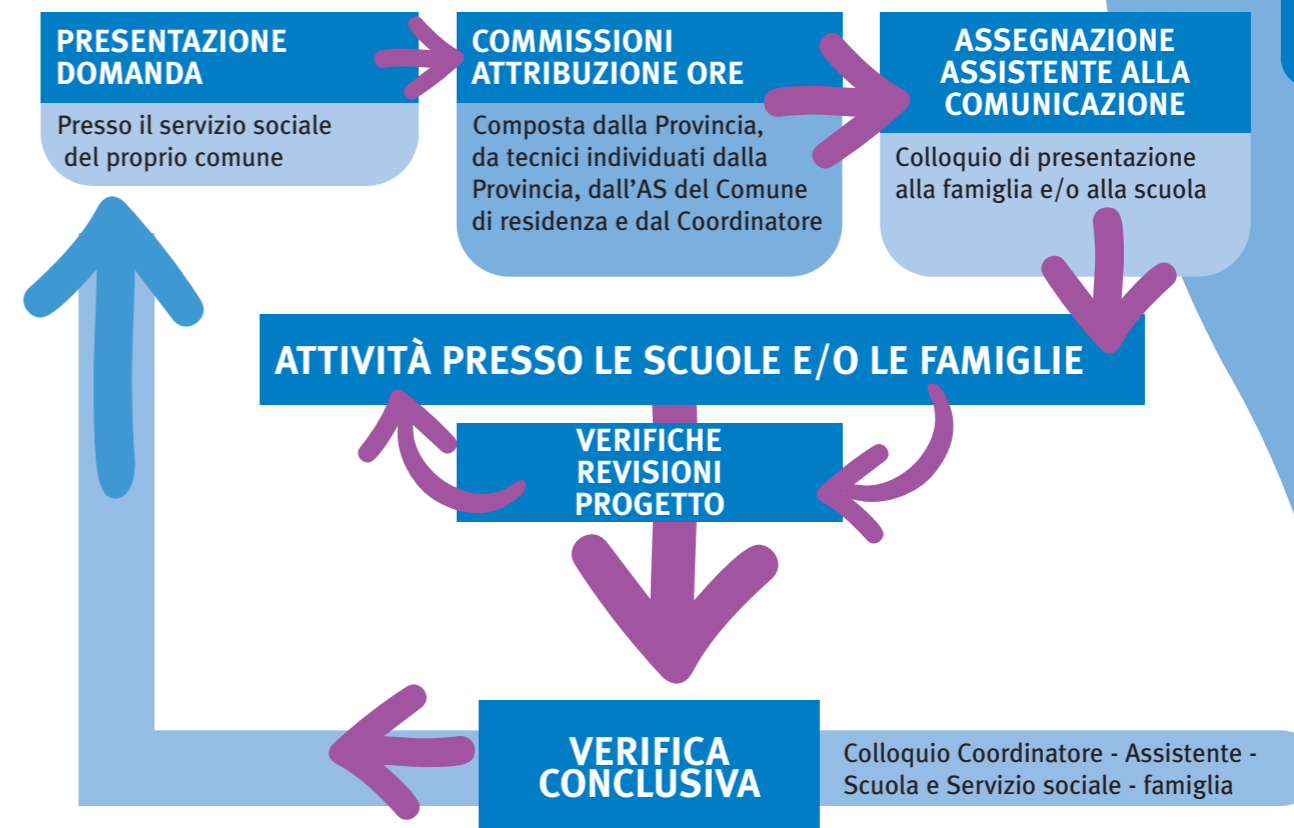 PRESENTAZIONE
DOMANDA
Presso il servizio sociale
del proprio comune
COMMISSIONI
ATTRIBUZIONE ORE
Composta dalla Provincia,
da tecnici individuati dalla
Provincia, dall’AS del Comune
di residenza e dal Coordinatore
ASSEGNAZIONE
ASSISTENTE ALLA
COMUNICAZIONE
Colloquio di presentazione
alla famiglia e/o alla scuola
ATTIVITÀ PRESSO LE SCUOLE E/O LE FAMIGLIE
VERIFICHE
REVISIONI
PROGETTO
VERIFICA
CONCLUSIVA
Colloquio Coordinatore - Assistente -
Scuola e Servizio sociale - famiglia